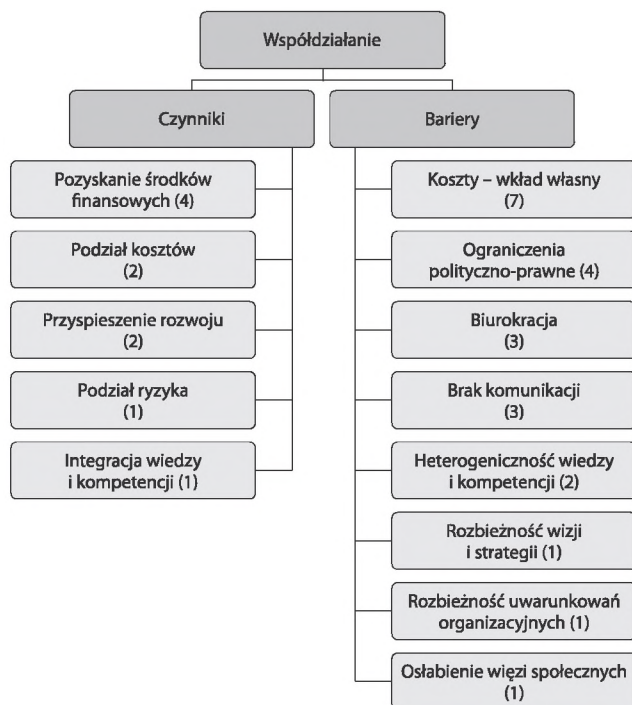 Współdziałanie
Czynniki
Pozyskanie środków
finansowych (4)
Podział kosztów
(2)
Przyspieszenie rozwoju
(2)
Podział ryzyka
(1)
Integracja wiedzy
i kompetencji (1)
Bariery
Koszty – wkład własny
(7)
Ograniczenia
polityczno-prawne (4)
Biurokracja
(3)
Brak komunikacji
(3)
Heterogeniczność wiedzy
i kompetencji (2)
Rozbieżność wizji
i strategii (1)
Rozbieżność uwarunkowań
organizacyjnych (1)
Osłabienie więzi społecznych
(1)